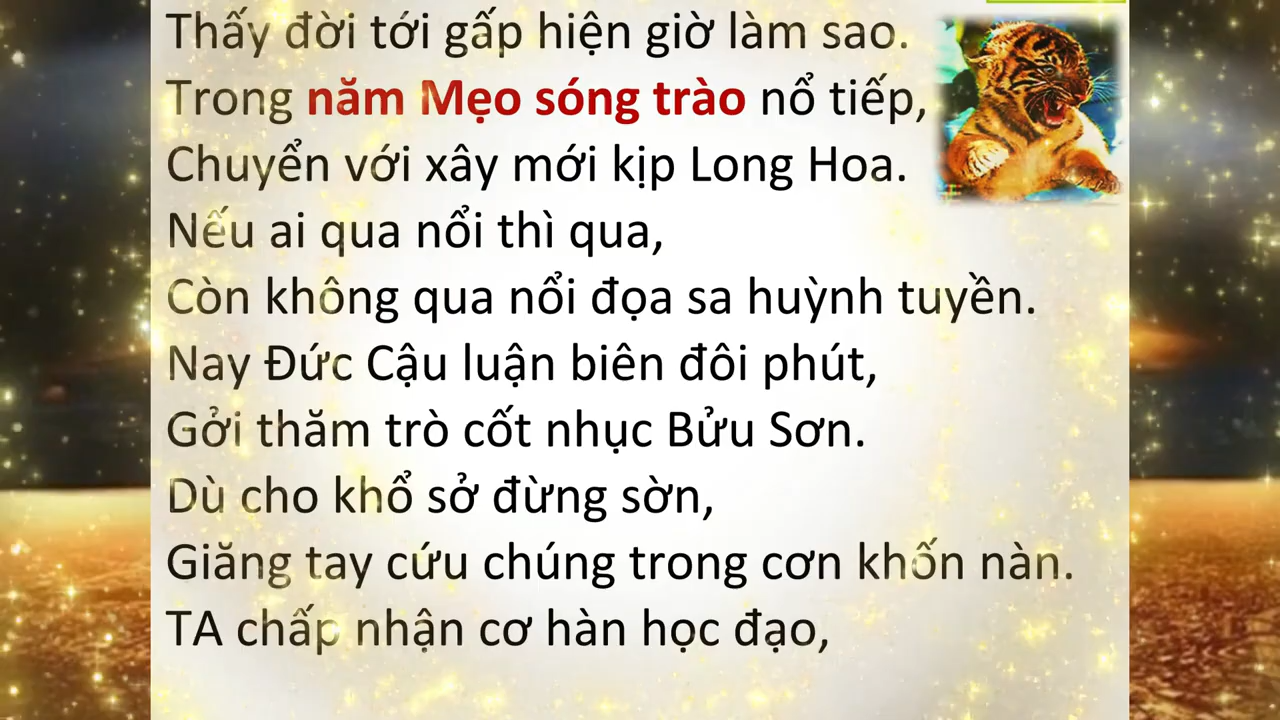 Thấy đời tới gấp hiện giờ làm sao.
Trong năm Mẹo sóng trào nổ tiếp,
Chuyển với xây mới kịp Long Hoa.
Nếu ai qua nổi thì qua,
Còn không qua nổi đọa sa huỳnh tuyền.
Nay Đức Cậu luận biên đôi phút,
Gởi thăm trò cốt nhục Bửu Sơn.
Dù cho khổ sở đừng sờn,
Giăng tay cứu chúng trong cơn khốn nàn.
TA chấp nhận cơ hàn học đạo,